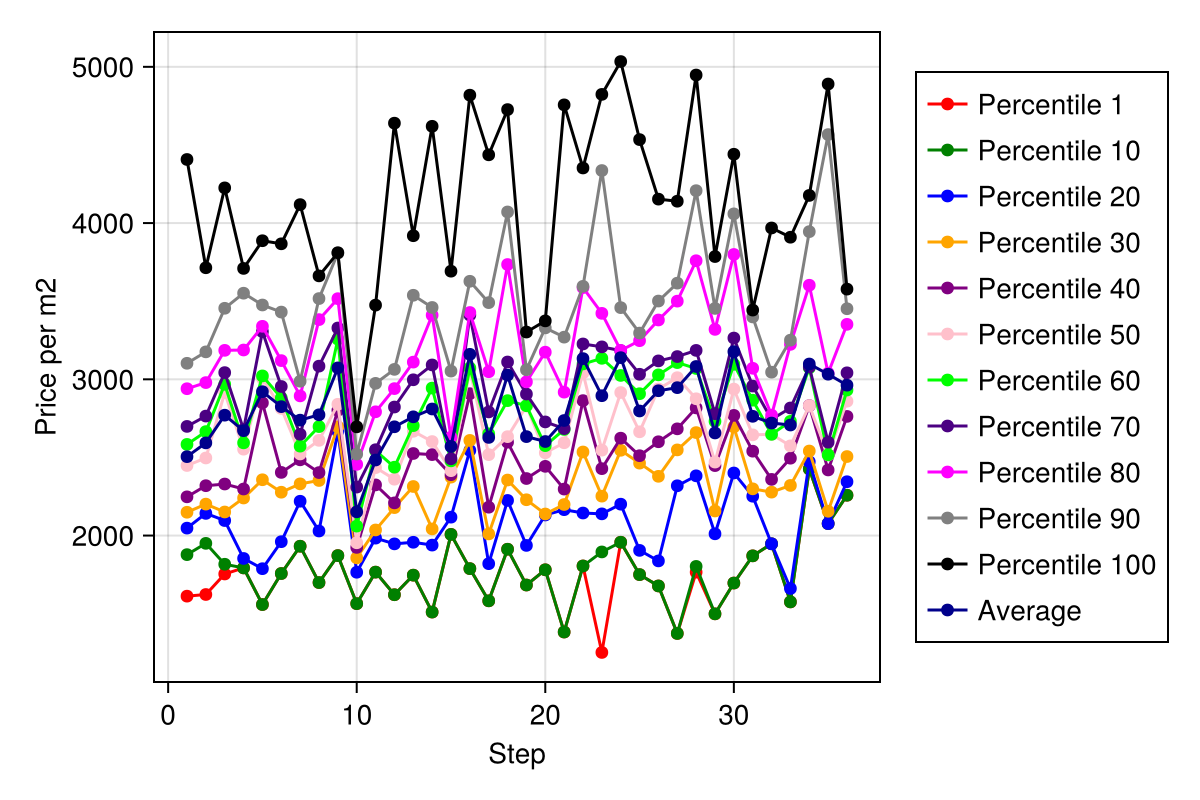 5000
4000
3000
2000
Price per m2
0
10
20
30
Step
Percentile 1
Percentile 10
Percentile 20
Percentile 30
Percentile 40
Percentile 50
Percentile 60
Percentile 70
Percentile 80
Percentile 90
Percentile 100
Average